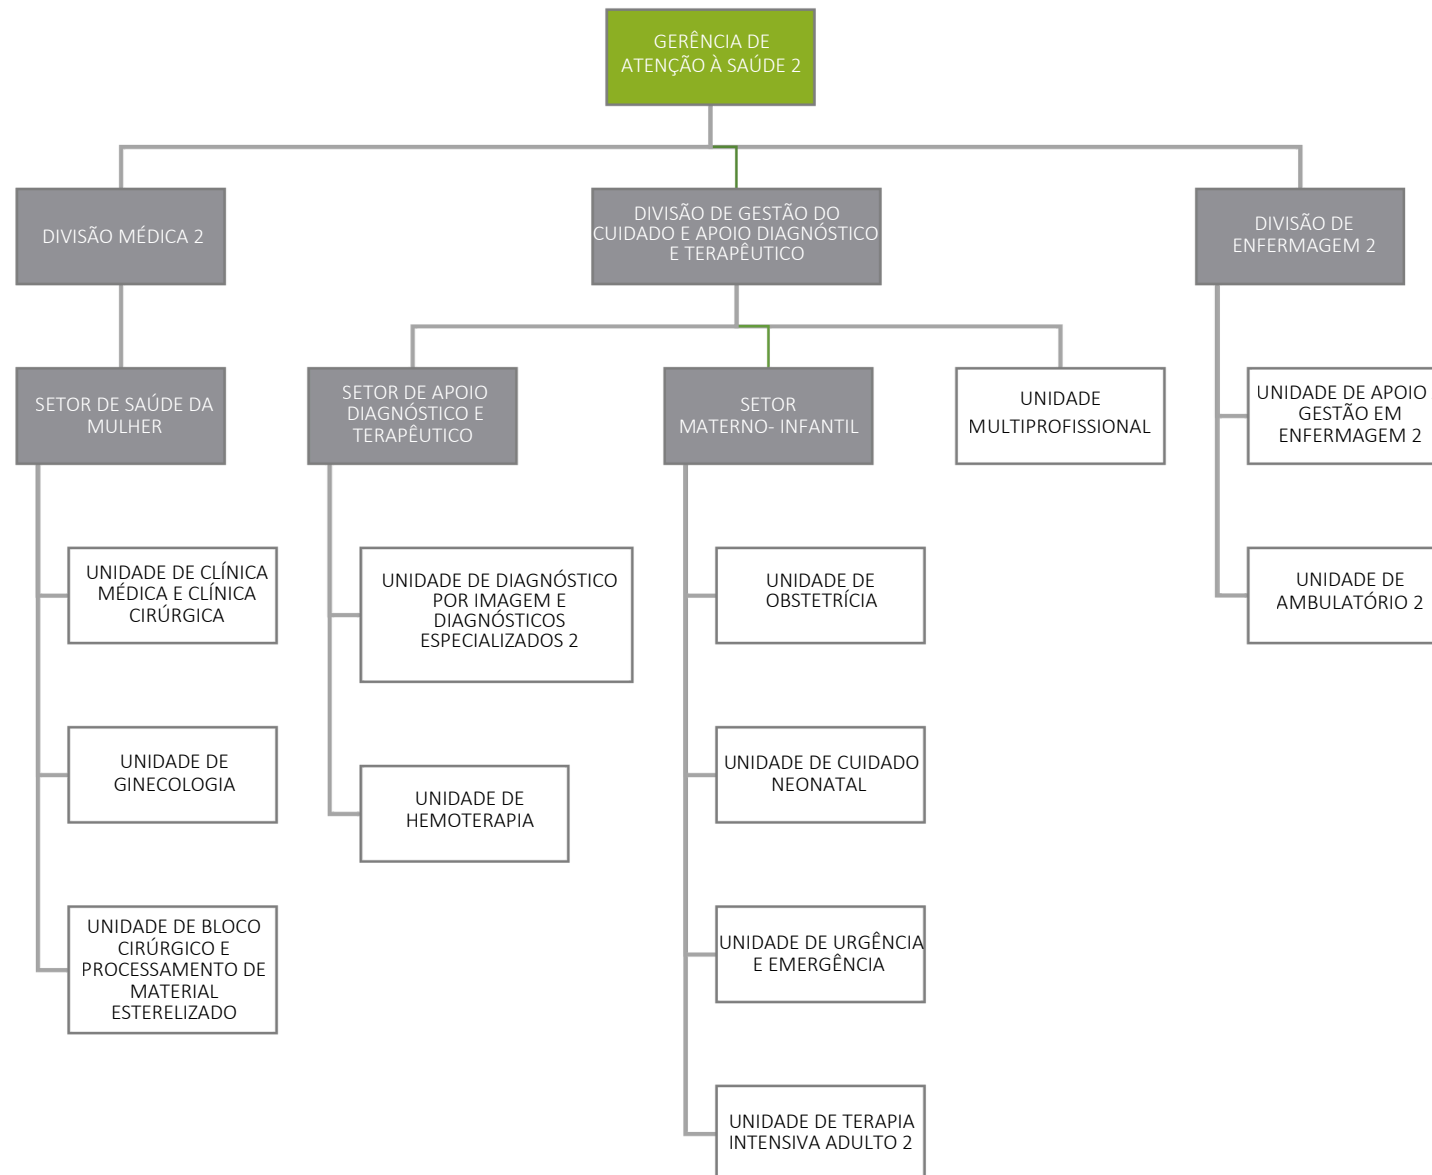 GERÊNCIA DE
ATENÇÃO À SAÚDE 2
DIVISÃO MÉDICA 2
DIVISÃO DE GESTÃO DO
CUIDADO E APOIO DIAGNÓSTICO
E TERAPÊUTICO
DIVISÃO DE
ENFERMAGEM 2
SETOR DE SAÚDE DA
MULHER
SETOR DE APOIO
DIAGNÓSTICO E
TERAPÊUTICO
SETOR
MATERNO- INFANTIL
UNIDADE
MULTIPROFISSIONAL
UNIDADE DE APOIO
GESTÃO EM
ENFERMAGEM 2
UNIDADE DE CLÍNICA
MÉDICA E CLÍNICA
CIRÚRGICA
UNIDADE DE DIAGNÓSTICO
POR IMAGEM E
DIAGNÓSTICOS
ESPECIALIZADOS 2
UNIDADE DE
OBSTETRÍCIA
UNIDADE DE
AMBULATÓRIO 2
UNIDADE DE
GINECOLOGIA
UNIDADE DE
HEMOTERAPIA
UNIDADE DE CUIDADO
NEONATAL
UNIDADE DE BLOCO
CIRÚRGICO E
PROCESSAMENTO DE
MATERIAL
ESTERELIZADO
UNIDADE DE URGÊNCIA
E EMERGÊNCIA
UNIDADE DE TERAPIA
INTENSIVA ADULTO 2